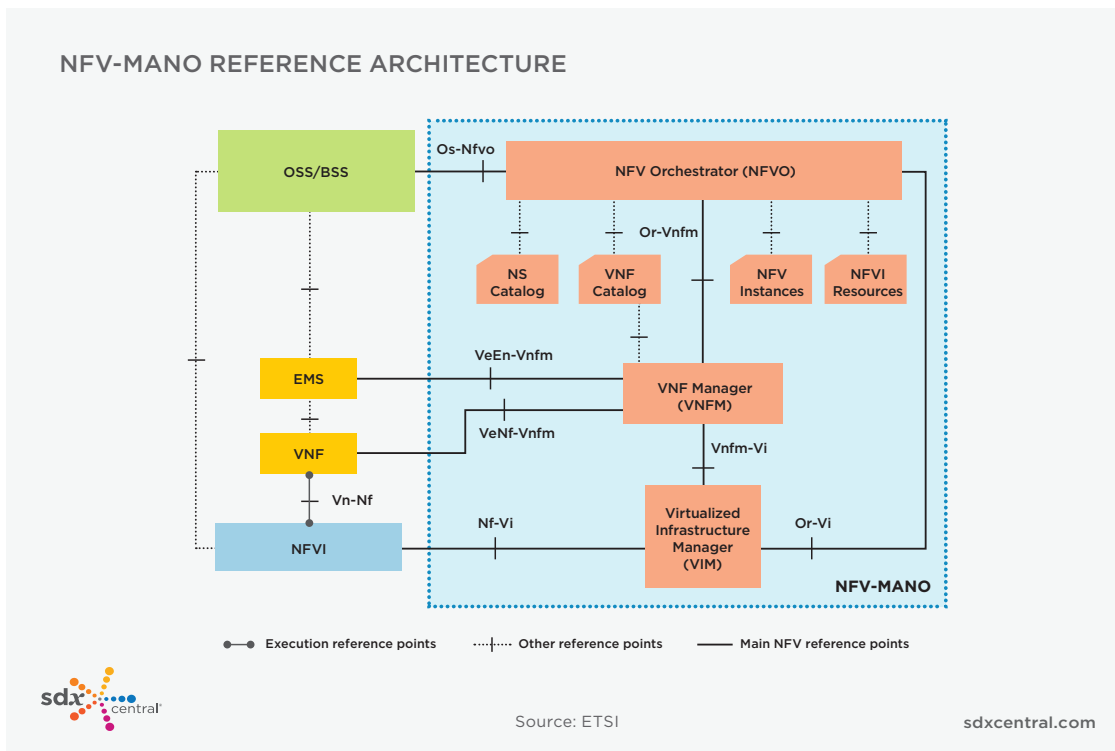 NFV-MANO REFERENCE ARCHITECTURE
OSS/BSS
Os-Nfvo
NFV Orchestrator (NFVO)
Or-Vnfm
NS
Catalog
VNF
Catalog
NFV
Instances
NFVI
Resources
EMS
VeEn-Vnfm
VNF Manager
(VNFM)
VeNf-Vnfm
VNF
Vnfm-Vi
Vn-Nf
NFVI
Nf-Vi
Virtualized
Infrastructure
Manager
(VIM)
Or-Vi
NFV-MANO
Execution reference points
Other reference points
Main NFV reference points
sdx
central®
Source: ETSI
sdxcentral.com